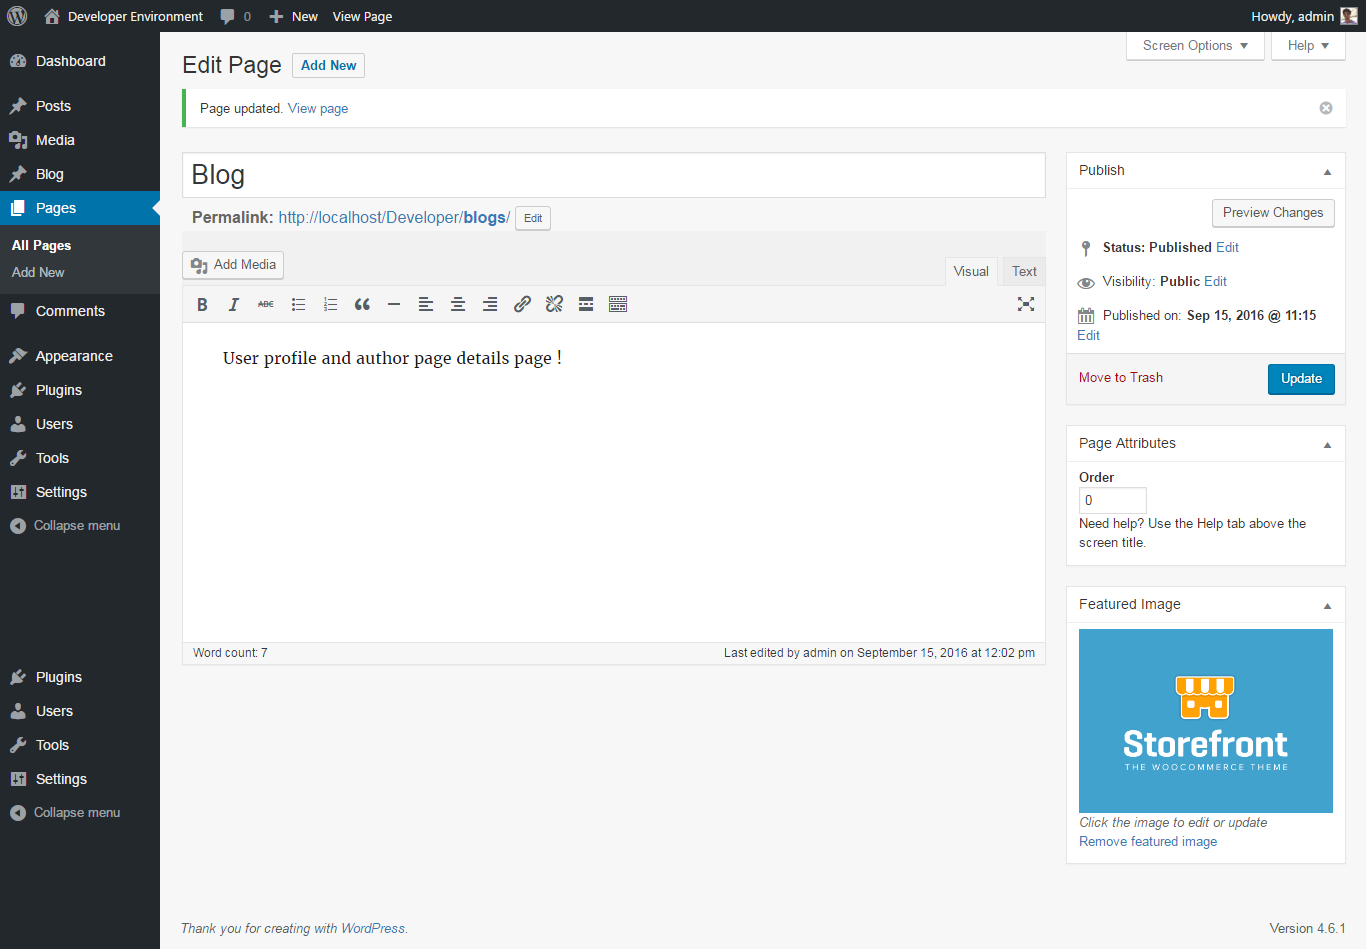 Developer Environment 0 New View Page Howdy, admin
Dashboard
Posts
Media
Blog
Pages
All Pages
Add New
Comments
Appearance
Plugins
Users
Tools
Settings
Collapse menu
Plugins
Users
Tools
Settings
Collapse menu
Screen Options Help
Edit Page Add New
Page updated. View page
Blog
Permalink: http://localhost/Developer/blogs/ Edit
Add Media
Visual Text
B I ABC
User profile and author page details page !
Word count: 7 Last edited by admin on September 15, 2016 at 12:02 pm
Publish
Preview Changes
Status: Published Edit
Visibility: Public Edit
Published on: Sep 15, 2016 @ 11:15
Edit
Move to Trash Update
Page Attributes
Order
0
Need help? Use the Help tab above the
screen title.
Featured Image
Storefront
THE WOOCOMMERCE THEME
Click the image to edit or update
Remove featured image
Thank you for creating with WordPress. Version 4.6.1